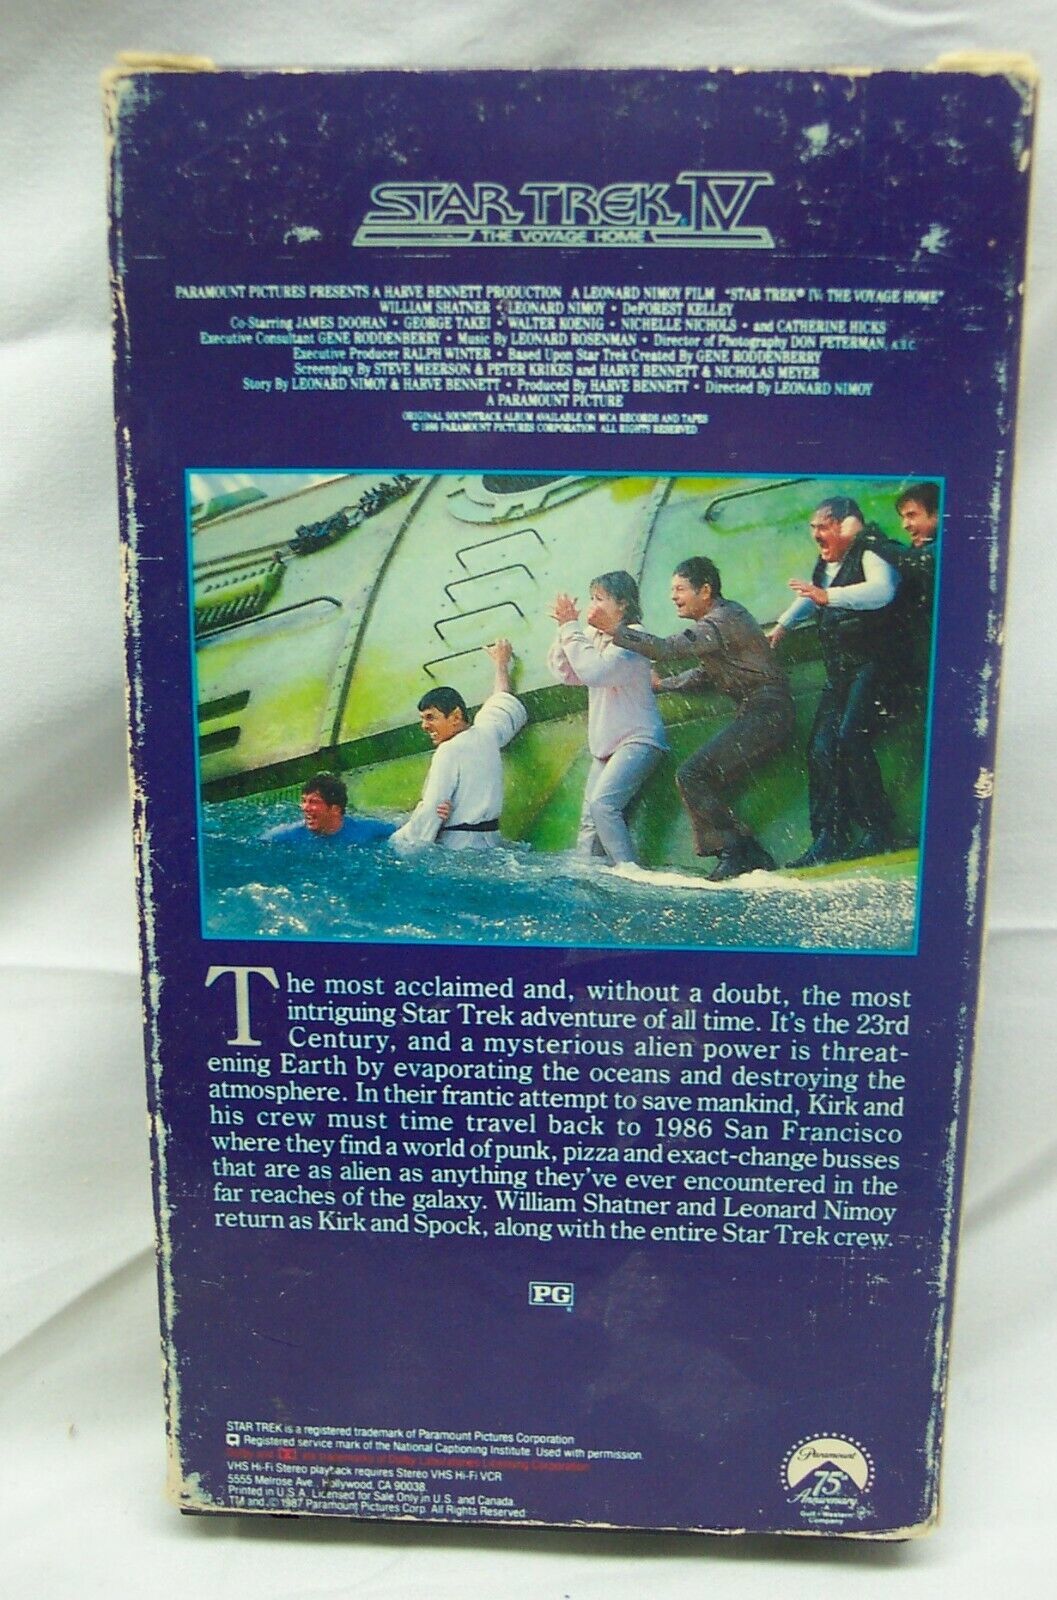 STAR TREK IV
THE VOYAGE HOME
PARAMOUNT PICTURES PRESENTS A HARVE BENNETT PRODUCTION A LEONARD NIMOY FILM "STAR TREK® IV: THE VOYAGE HOME"
WILLIAM SHATNER • LEONARD NIMOY • DeFOREST KELLEY
Co-Starring JAMES DOOHAN • GEORGE TAKEI • WALTER KOENIG • NICHELLE NICHOLS • and CATHERINE HICKS
Executive Consultant GENE RODDENBERRY • Music By LEONARD ROSENMAN • Director of Photography DON PETERMAN, A.S.C.
Executive Producer RALPH WINTER • Based Upon Star Trek Created By GENE RODDENBERRY
Screenplay By STEVE MEERSON & PETER KRIKES and HARVE BENNETT & NICHOLAS MEYER
Story By LEONARD NIMOY & HARVE BENNETT • Produced By HARVE BENNETT • Directed By LEONARD NIMOY
A PARAMOUNT PICTURE
ORIGINAL SOUNDTRACK ALBUM AVAILABLE ON MCA RECORDS AND TAPES
© 1986 PARAMOUNT PICTURES CORPORATION ALL RIGHTS RESERVED
The most acclaimed and, without a doubt, the most
intriguing Star Trek adventure of all time. It's the 23rd
Century, and a mysterious alien power is threat-
ening Earth by evaporating the oceans and destroying the
atmosphere. In their frantic attempt to save mankind, Kirk and
his crew must time travel back to 1986 San Francisco
where they find a world of punk, pizza and exact-change busses
that are as alien as anything they've ever encountered in the
far reaches of the galaxy. William Shatner and Leonard Nimoy
return as Kirk and Spock, along with the entire Star Trek crew.
PG
STAR TREK is a registered trademark of Paramount Pictures Corporation
Registered service mark of the National Captioning Institute Used with permission
Dolby and are trademarks of Dolby Laboratories Licensing Corporation
VHS Hi-Fi Stereo playback requires Stereo VHS Hi-Fi VCR
5555 Melrose Ave., Hollywood, CA 90038
Printed in U.S.A. Licensed for Sale Only in U.S. and Canada
TM and © 1987 Paramount Pictures Corp. All Rights Reserved
Paramount
75th
Anniversary
A
Gulf + Western
Company